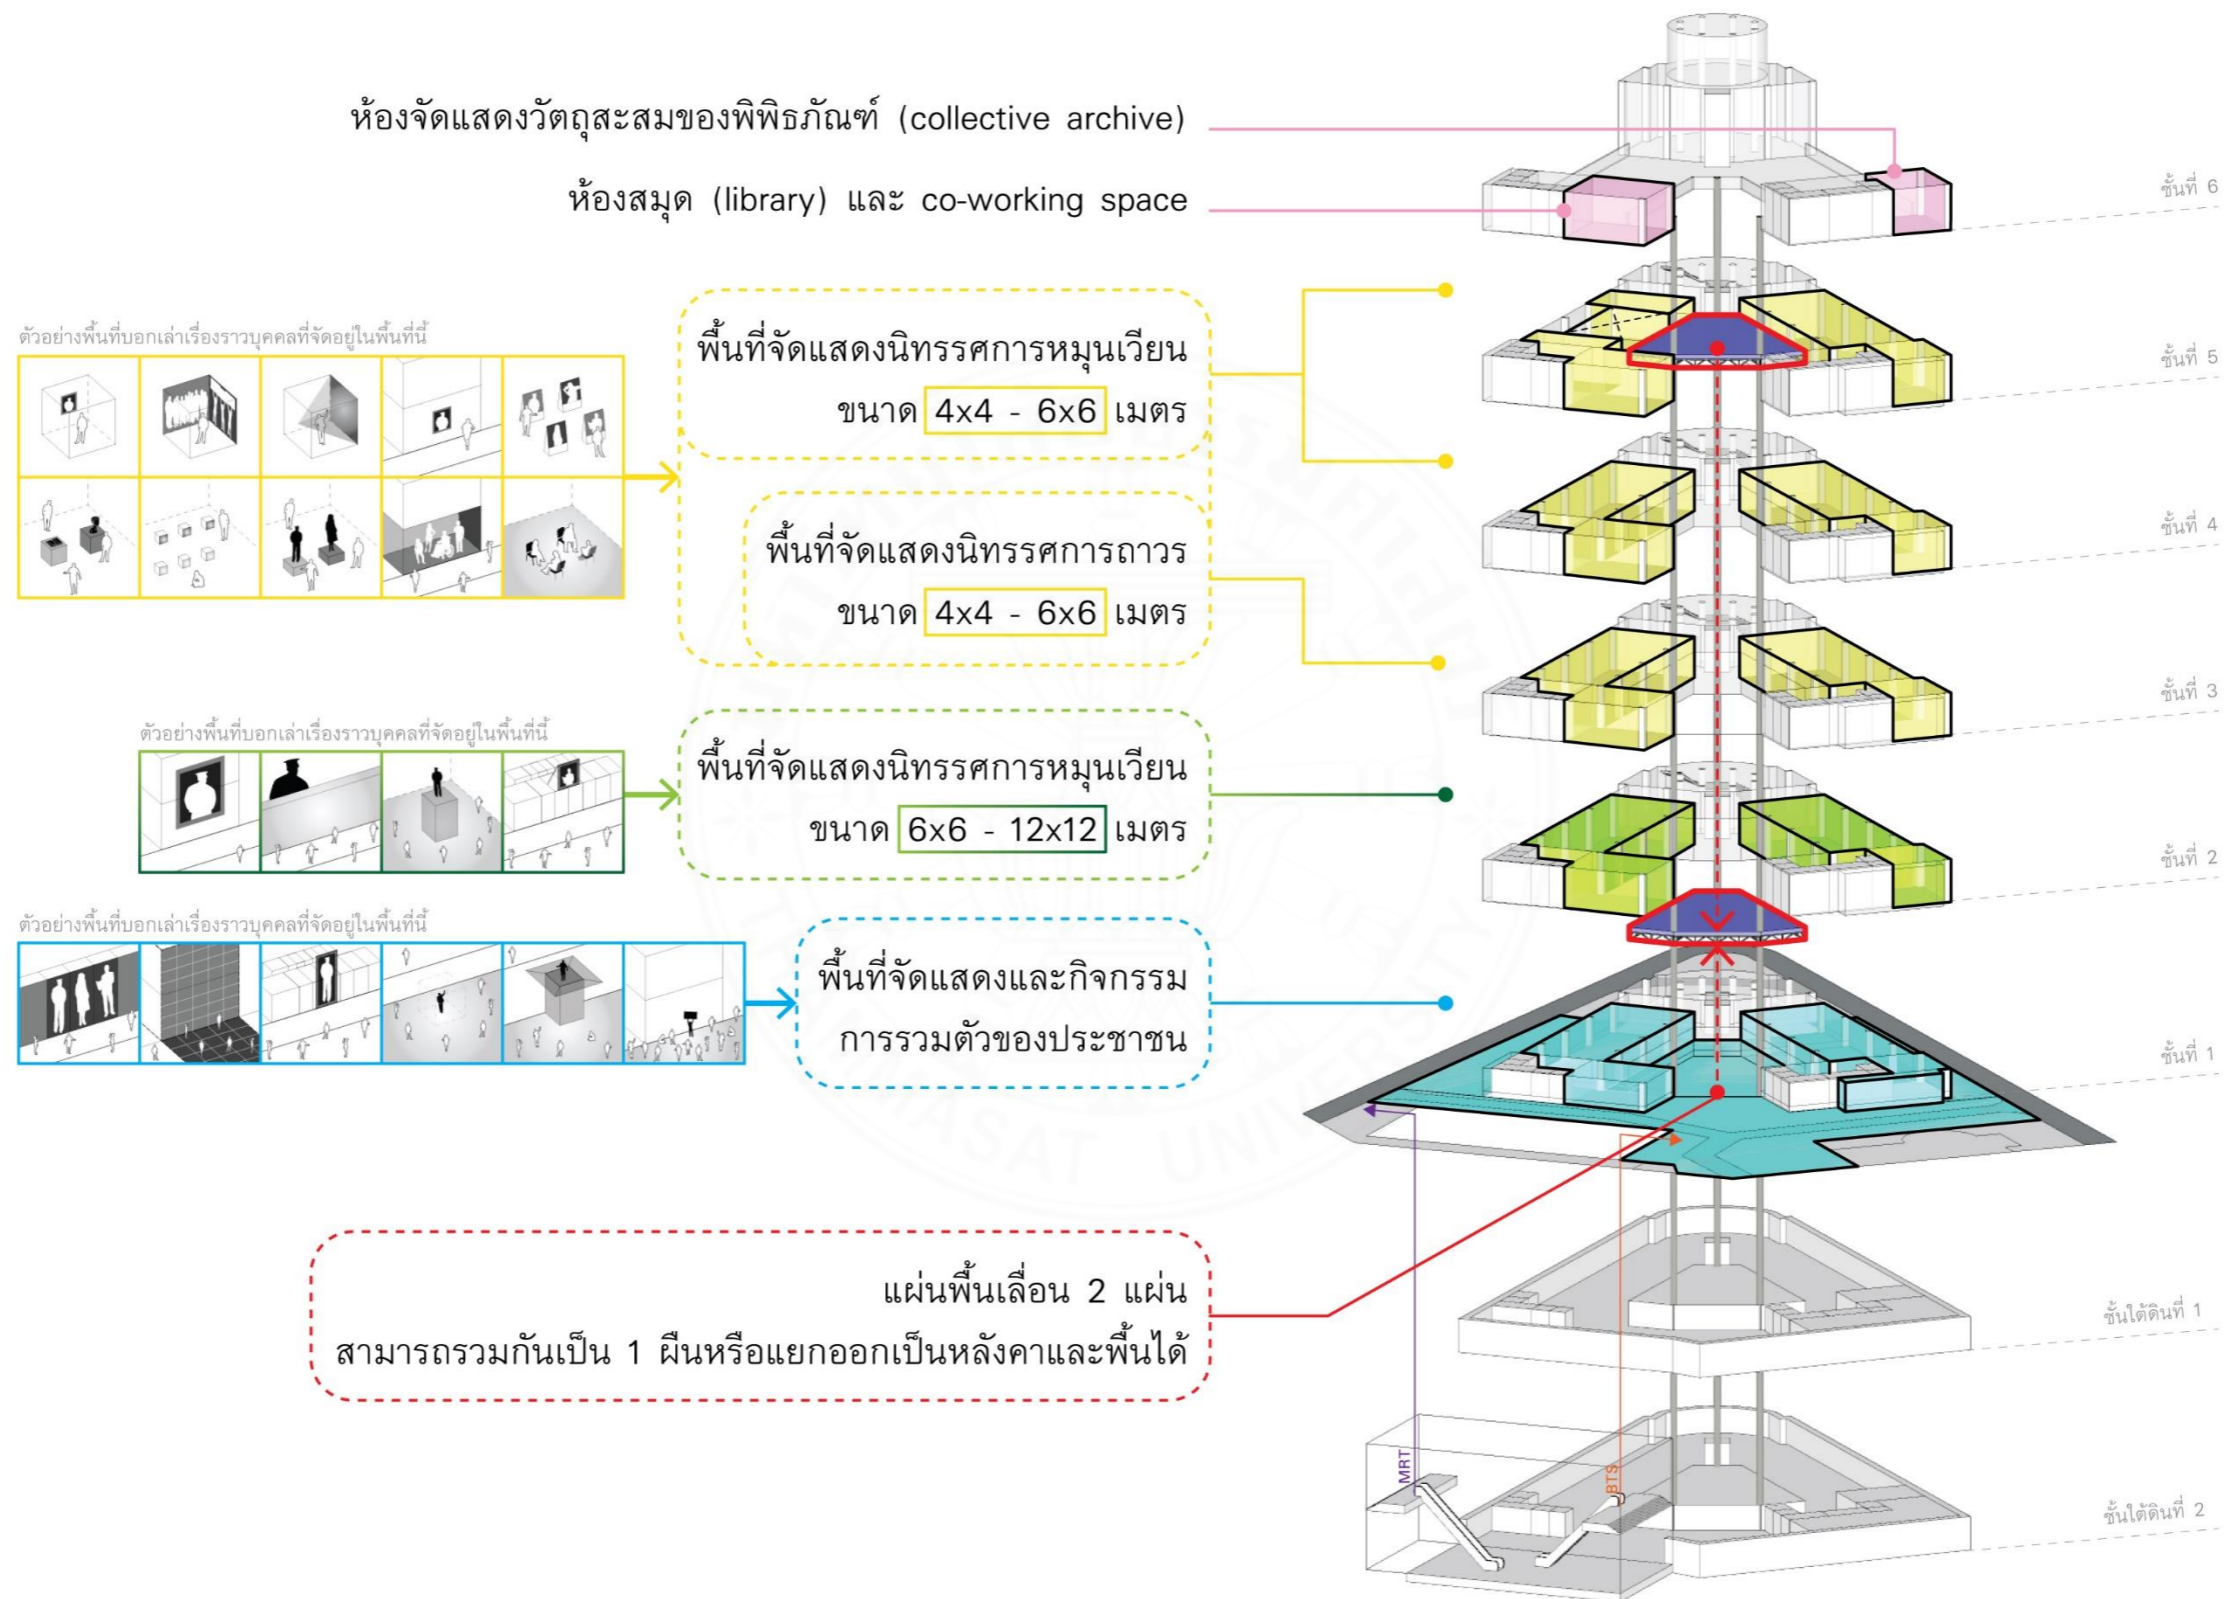 ห้องจัดแสดงวัตถุสะสมของพิพิธภัณฑ์ (collective archive)
ห้องสมุด (library) และ co-working space
ชั้นที่ 6
ตัวอย่างพื้นที่บอกเล่าเรื่องราวบุคคลที่จัดอยู่ในพื้นที่นี้
พื้นที่จัดแสดงนิทรรศการหมุนเวียน
ขนาด 4x4 - 6x6 เมตร
ชั้นที่ 5
พื้นที่จัดแสดงนิทรรศการถาวร
ขนาด 4x4 - 6x6 เมตร
ชั้นที่ 4
ชั้นที่ 3
ตัวอย่างพื้นที่บอกเล่าเรื่องราวบุคคลที่จัดอยู่ในพื้นที่นี้
พื้นที่จัดแสดงนิทรรศการหมุนเวียน
ขนาด 6x6 - 12x12 เมตร
ชั้นที่ 2
ตัวอย่างพื้นที่บอกเล่าเรื่องราวบุคคลที่จัดอยู่ในพื้นที่นี้
พื้นที่จัดแสดงและกิจกรรม
การรวมตัวของประชาชน
ชั้นที่ 1
แผ่นพื้นเลื่อน 2 แผ่น
สามารถรวมกันเป็น 1 ผืนหรือแยกออกเป็นหลังคาและพื้นได้
ชั้นใต้ดินที่ 1
MRT
BTS
ชั้นใต้ดินที่ 2